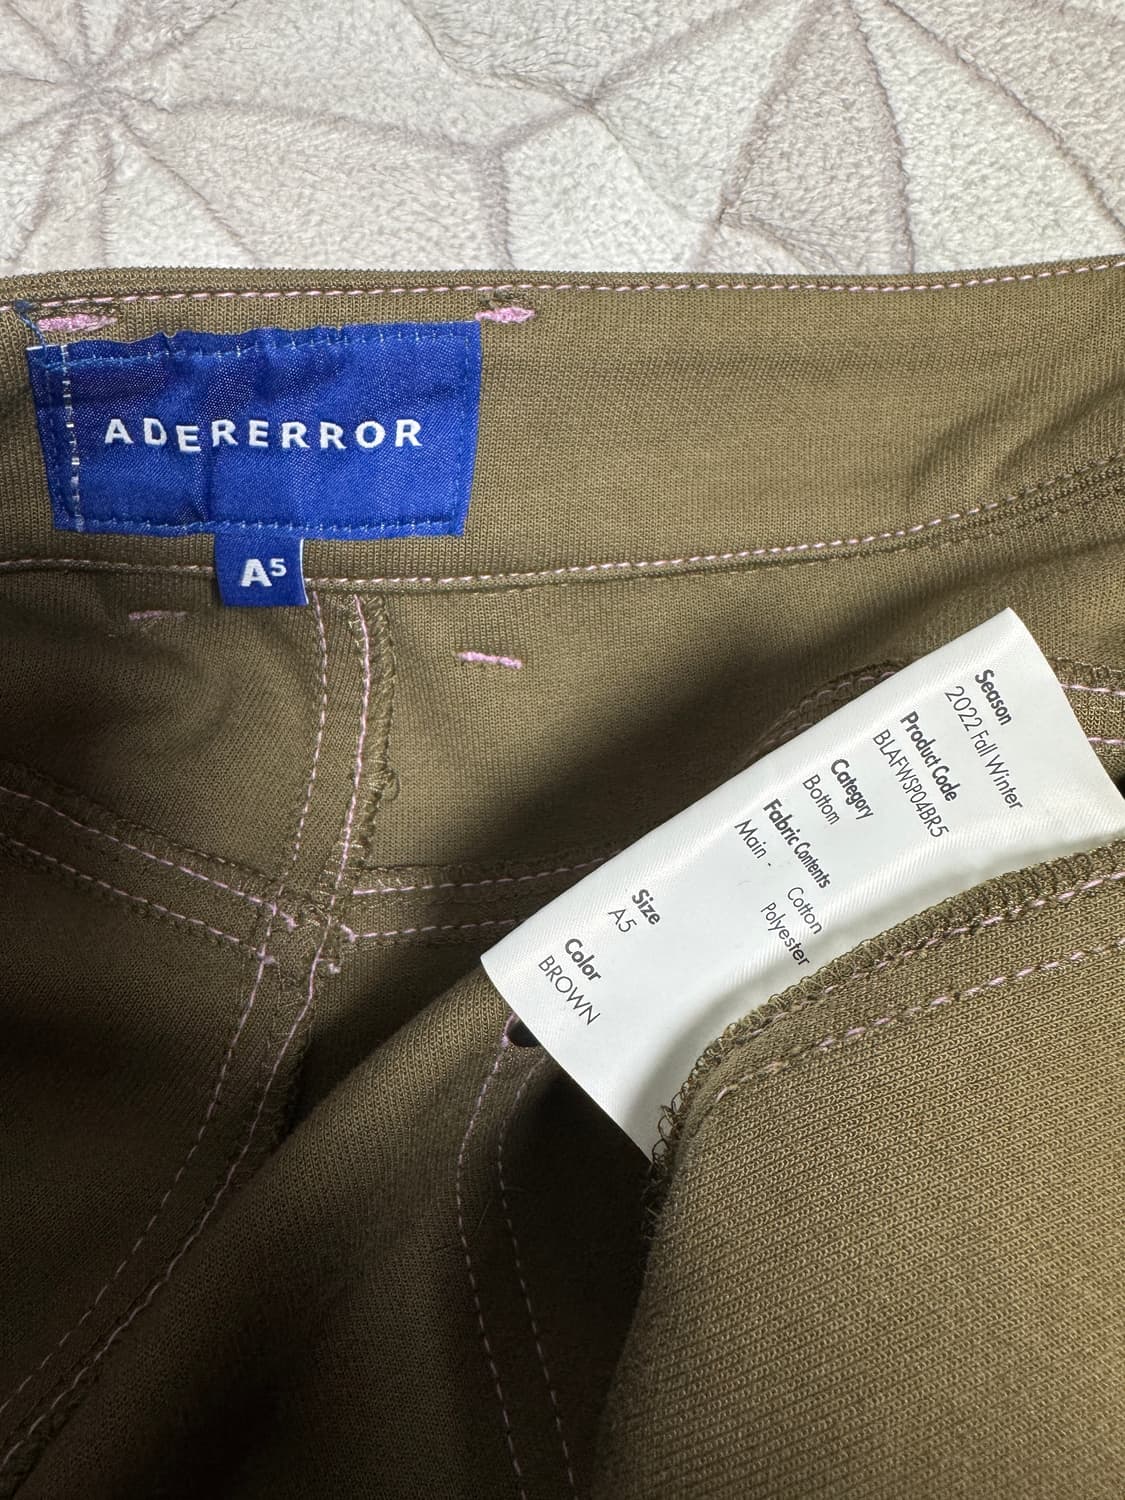 ADERERROR
A5
Season
2022 Fall Winter
Product Code
BLAFWSP04BR5
Category
Bottom
Fabric Contents
Main .
Cotton
Polyester
Size
A5
Color
BROWN